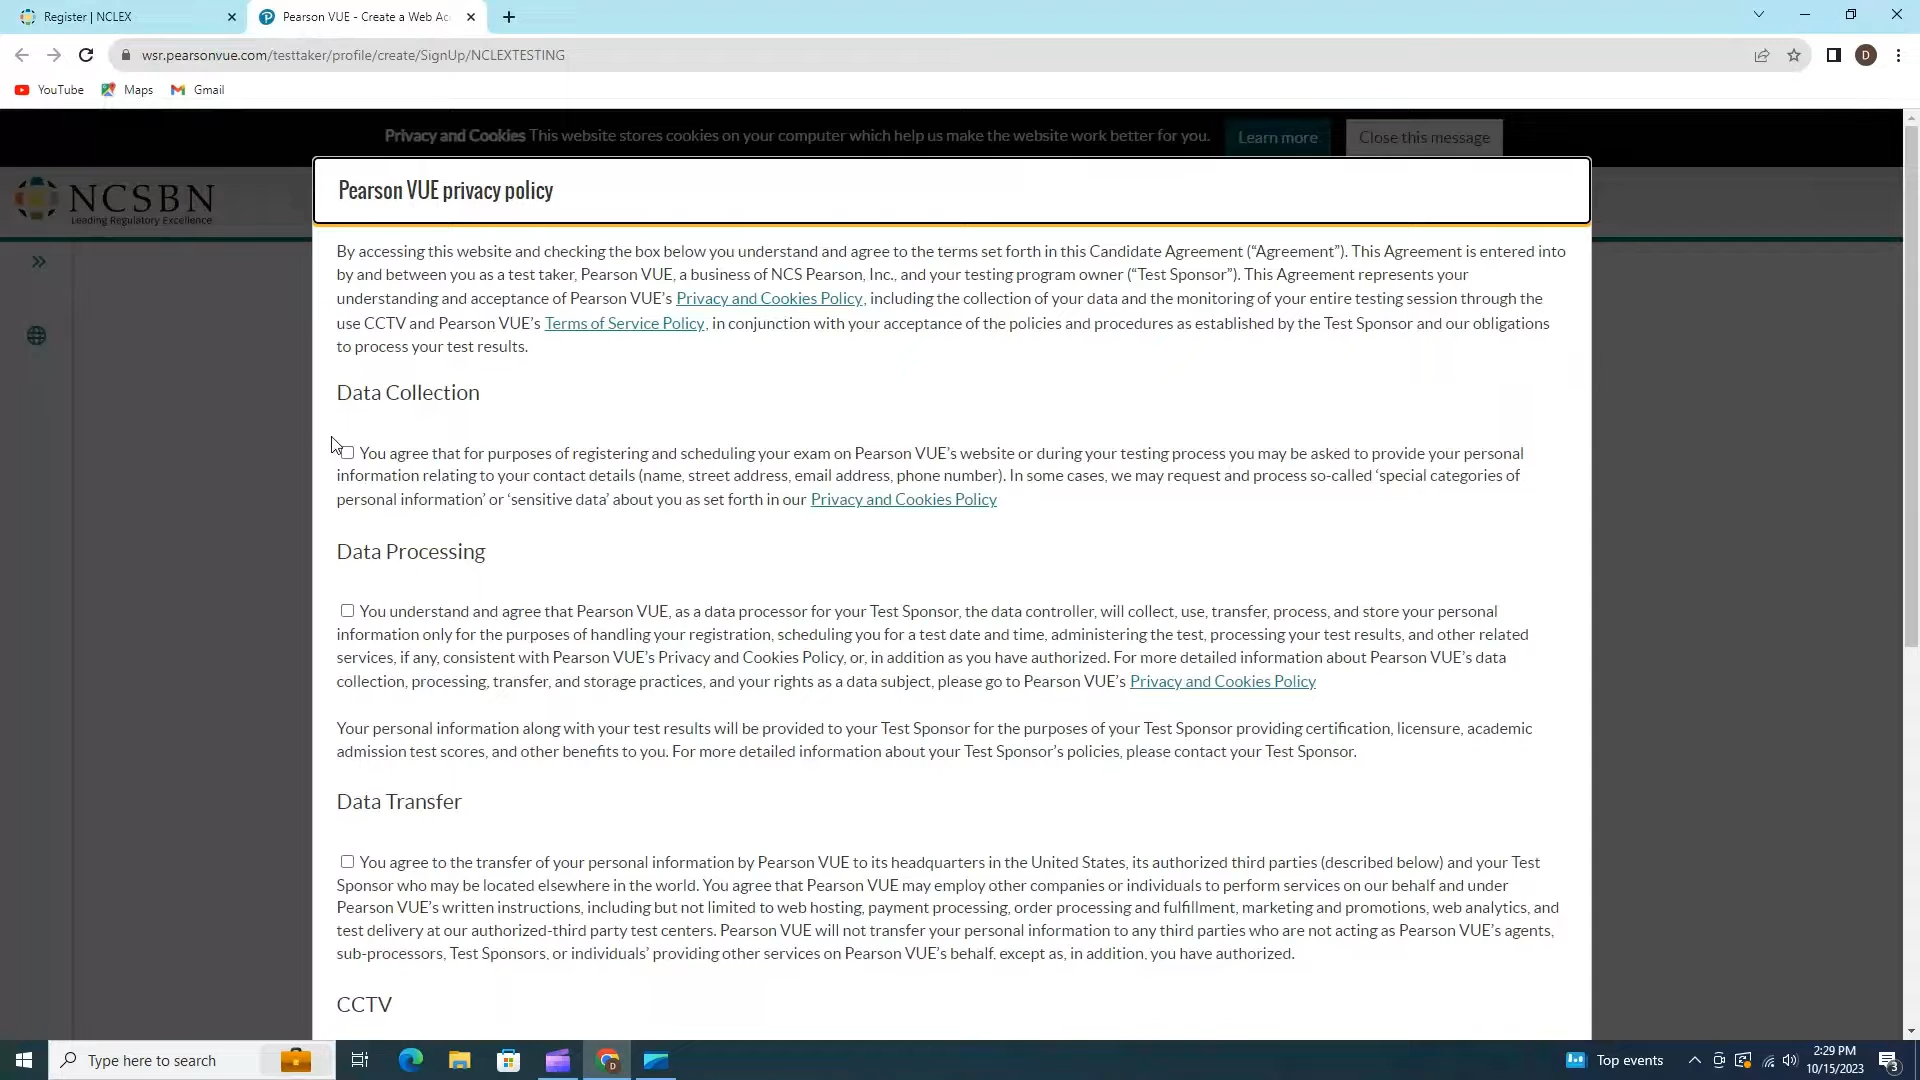 Register | NCLEX
Pearson VUE - Create a Web Ac
wsr.pearsonvue.com/testtaker/profile/create/SignUp/NCLEXTESTING
D
YouTube
Maps
Gmail
Privacy and Cookies This website stores cookies on your computer which help us make the website work better for you.
Learn more
Close this message
NCSBN
Leading Regulatory Excellence
Pearson VUE privacy policy
By accessing this website and checking the box below you understand and agree to the terms set forth in this Candidate Agreement (“Agreement”). This Agreement is entered into
by and between you as a test taker, Pearson VUE, a business of NCS Pearson, Inc., and your testing program owner (“Test Sponsor”). This Agreement represents your
understanding and acceptance of Pearson VUE’s Privacy and Cookies Policy, including the collection of your data and the monitoring of your entire testing session through the
use CCTV and Pearson VUE’s Terms of Service Policy, in conjunction with your acceptance of the policies and procedures as established by the Test Sponsor and our obligations
to process your test results.
Data Collection
You agree that for purposes of registering and scheduling your exam on Pearson VUE’s website or during your testing process you may be asked to provide your personal
information relating to your contact details (name, street address, email address, phone number). In some cases, we may request and process so-called ‘special categories of
personal information’ or ‘sensitive data’ about you as set forth in our Privacy and Cookies Policy
Data Processing
You understand and agree that Pearson VUE, as a data processor for your Test Sponsor, the data controller, will collect, use, transfer, process, and store your personal
information only for the purposes of handling your registration, scheduling you for a test date and time, administering the test, processing your test results, and other related
services, if any, consistent with Pearson VUE’s Privacy and Cookies Policy, or, in addition as you have authorized. For more detailed information about Pearson VUE’s data
collection, processing, transfer, and storage practices, and your rights as a data subject, please go to Pearson VUE’s Privacy and Cookies Policy
Your personal information along with your test results will be provided to your Test Sponsor for the purposes of your Test Sponsor providing certification, licensure, academic
admission test scores, and other benefits to you. For more detailed information about your Test Sponsor’s policies, please contact your Test Sponsor.
Data Transfer
You agree to the transfer of your personal information by Pearson VUE to its headquarters in the United States, its authorized third parties (described below) and your Test
Sponsor who may be located elsewhere in the world. You agree that Pearson VUE may employ other companies or individuals to perform services on our behalf and under
Pearson VUE’s written instructions, including but not limited to web hosting, payment processing, order processing and fulfillment, marketing and promotions, web analytics, and
test delivery at our authorized-third party test centers. Pearson VUE will not transfer your personal information to any third parties who are not acting as Pearson VUE’s agents,
sub-processors, Test Sponsors, or individuals’ providing other services on Pearson VUE’s behalf, except as, in addition, you have authorized.
CCTV
Type here to search
D
Top events
2:29 PM
10/15/2023
3